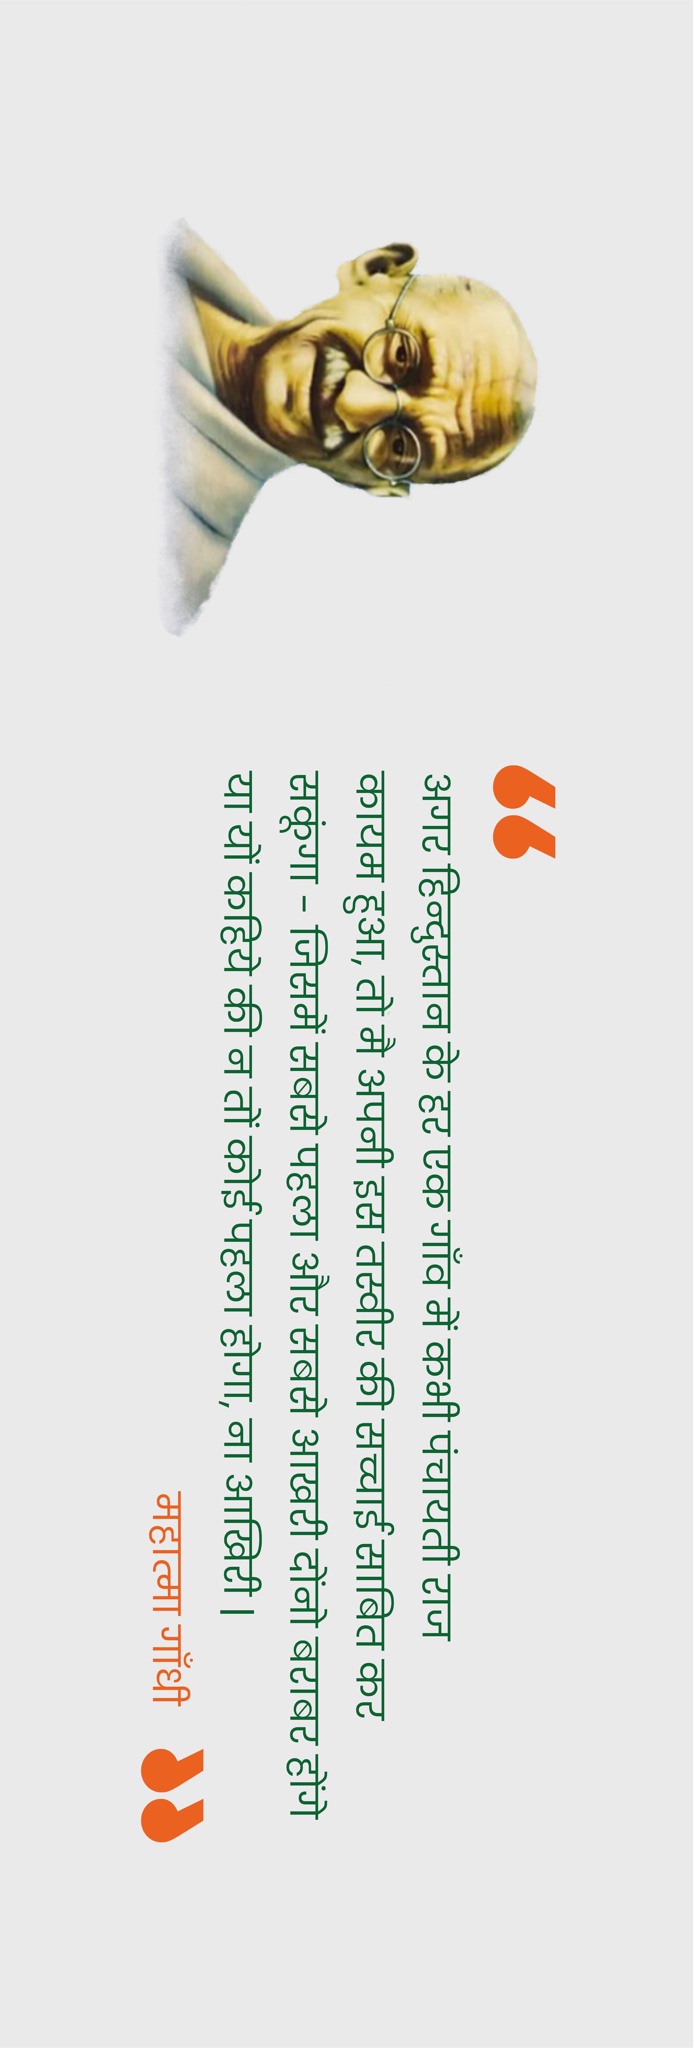 “
अगर हिन्दुस्तान के हर एक गाँव में कभी पंचायती राज
कायम हुआ, तो मै अपनी इस तस्वीर की सच्चाई साबित कर
सकूंगा - जिसमें सबसे पहला और सबसे आखरी दोंनो बराबर होंगे
या यों कहिये की न तों कोई पहला होगा, ना आखिरी |
महात्मा गाँधी ”